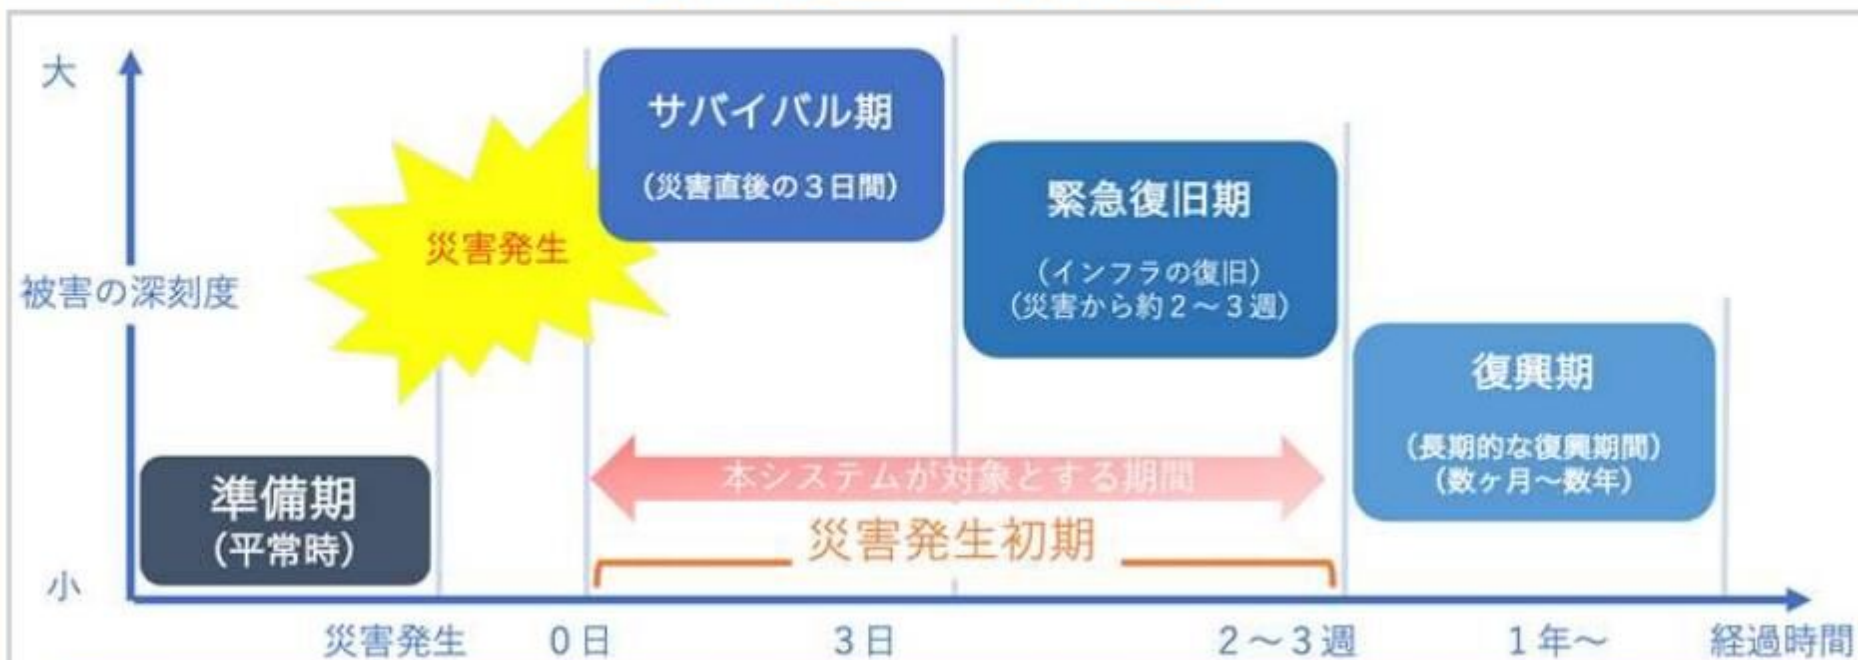 大
被害の深刻度
小
準備期
(平常時)
災害発生
サバイバル期
(災害直後の3日間)
緊急復旧期
(インフラの復旧)
(災害から約2〜3週)
復興期
(長期的な復興期間)
(数ヶ月〜数年)
本システムが対象とする期間
災害発生初期
災害発生
0日
3日
2〜3週
1年〜
経過時間